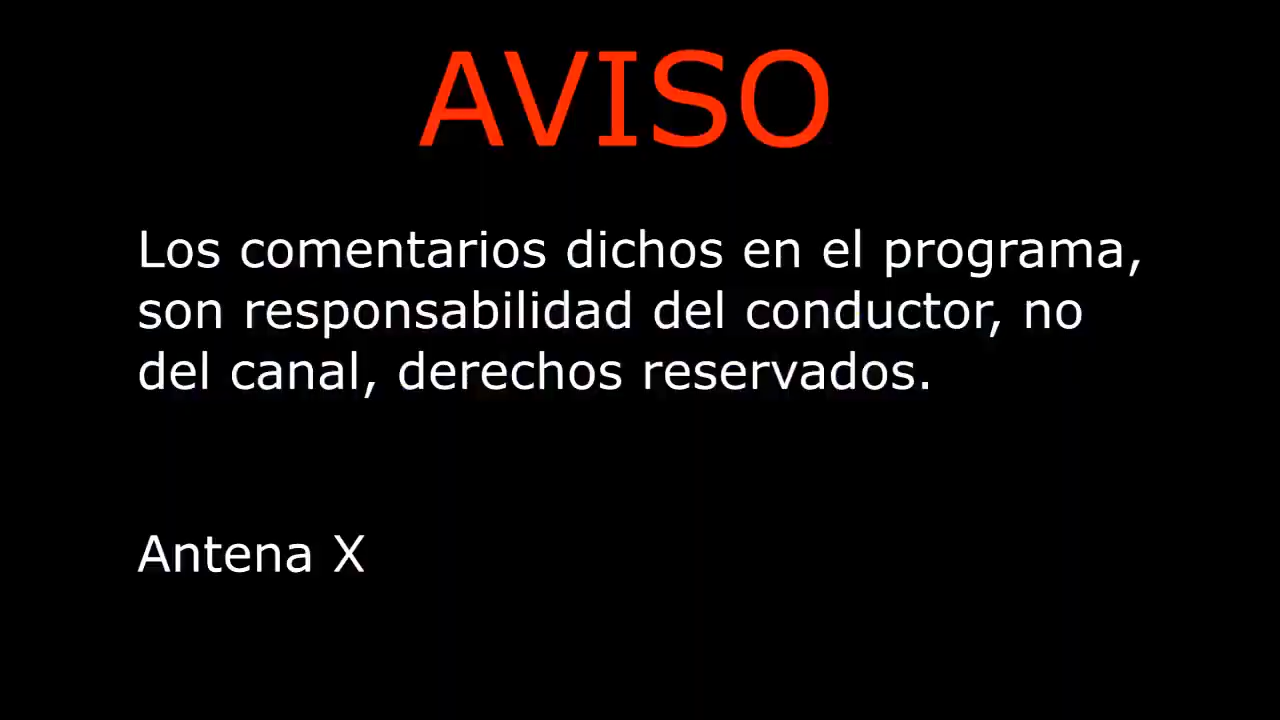 AVISO
Los comentarios dichos en el programa,
son responsabilidad del conductor, no
del canal, derechos reservados.
Antena X